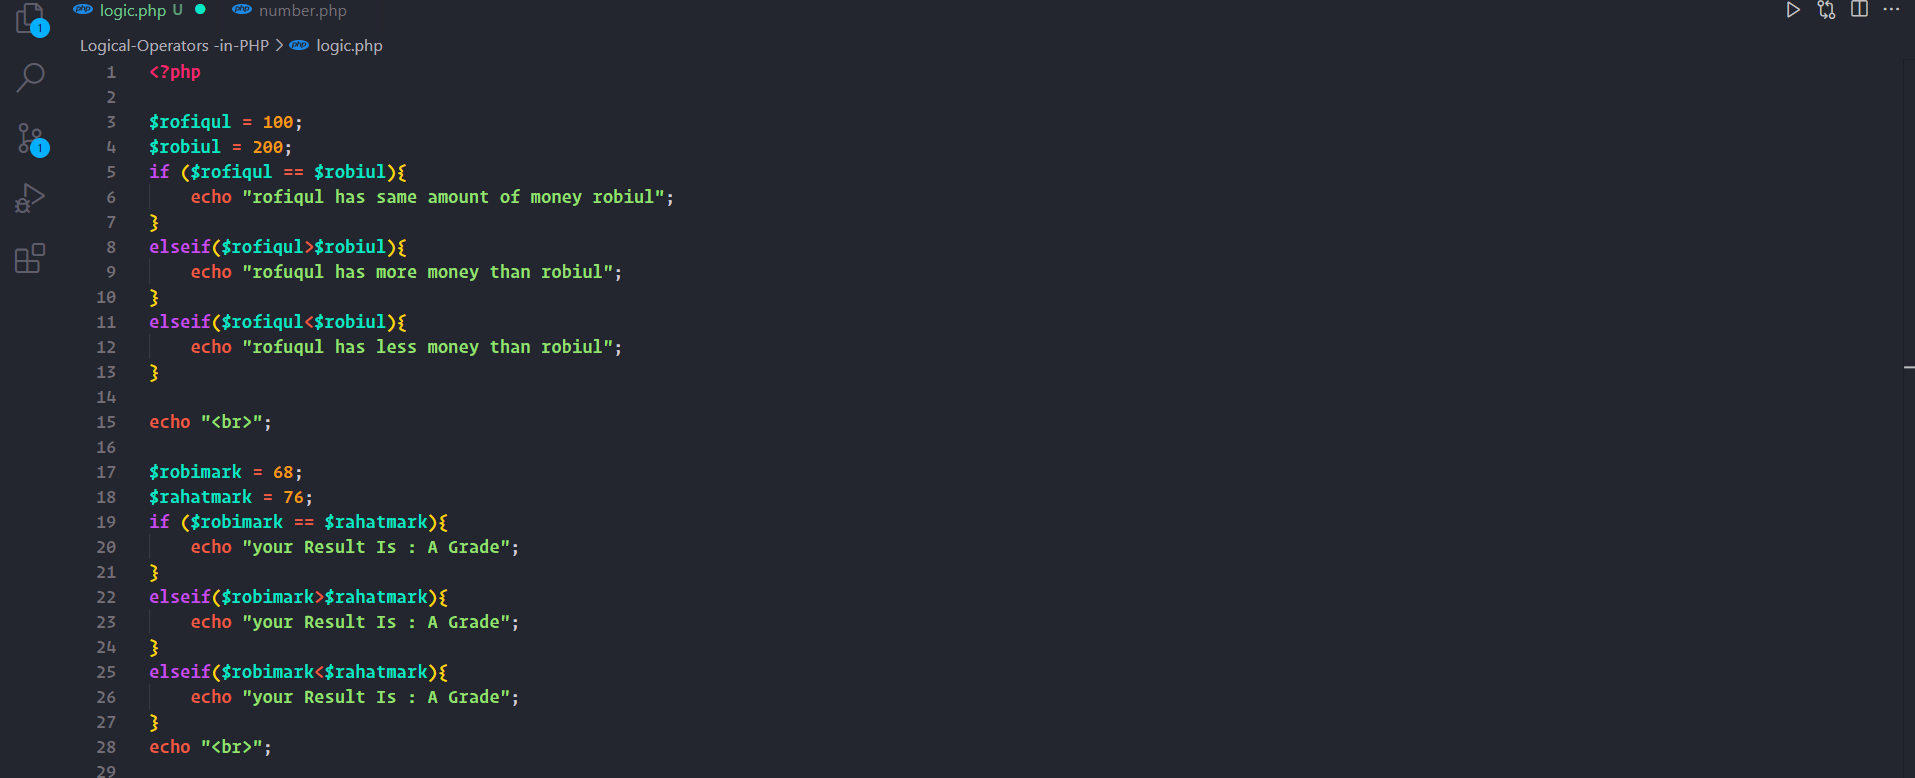 1
php logic.php U php number.php
Logical-Operators -in-PHP > php logic.php
1 <?php
2
3 $rofiqul = 100;
1 4 $robiul = 200;
5 if ($rofiqul == $robiul){
6 echo "rofiqul has same amount of money robiul";
7 }
8 elseif($rofiqul>$robiul){
9 echo "rofuqul has more money than robiul";
10 }
11 elseif($rofiqul<$robiul){
12 echo "rofuqul has less money than robiul";
13 }
14
15 echo "<br>";
16
17 $robimark = 68;
18 $rahatmark = 76;
19 if ($robimark == $rahatmark){
20 echo "your Result Is : A Grade";
21 }
22 elseif($robimark>$rahatmark){
23 echo "your Result Is : A Grade";
24 }
25 elseif($robimark<$rahatmark){
26 echo "your Result Is : A Grade";
27 }
28 echo "<br>";
29